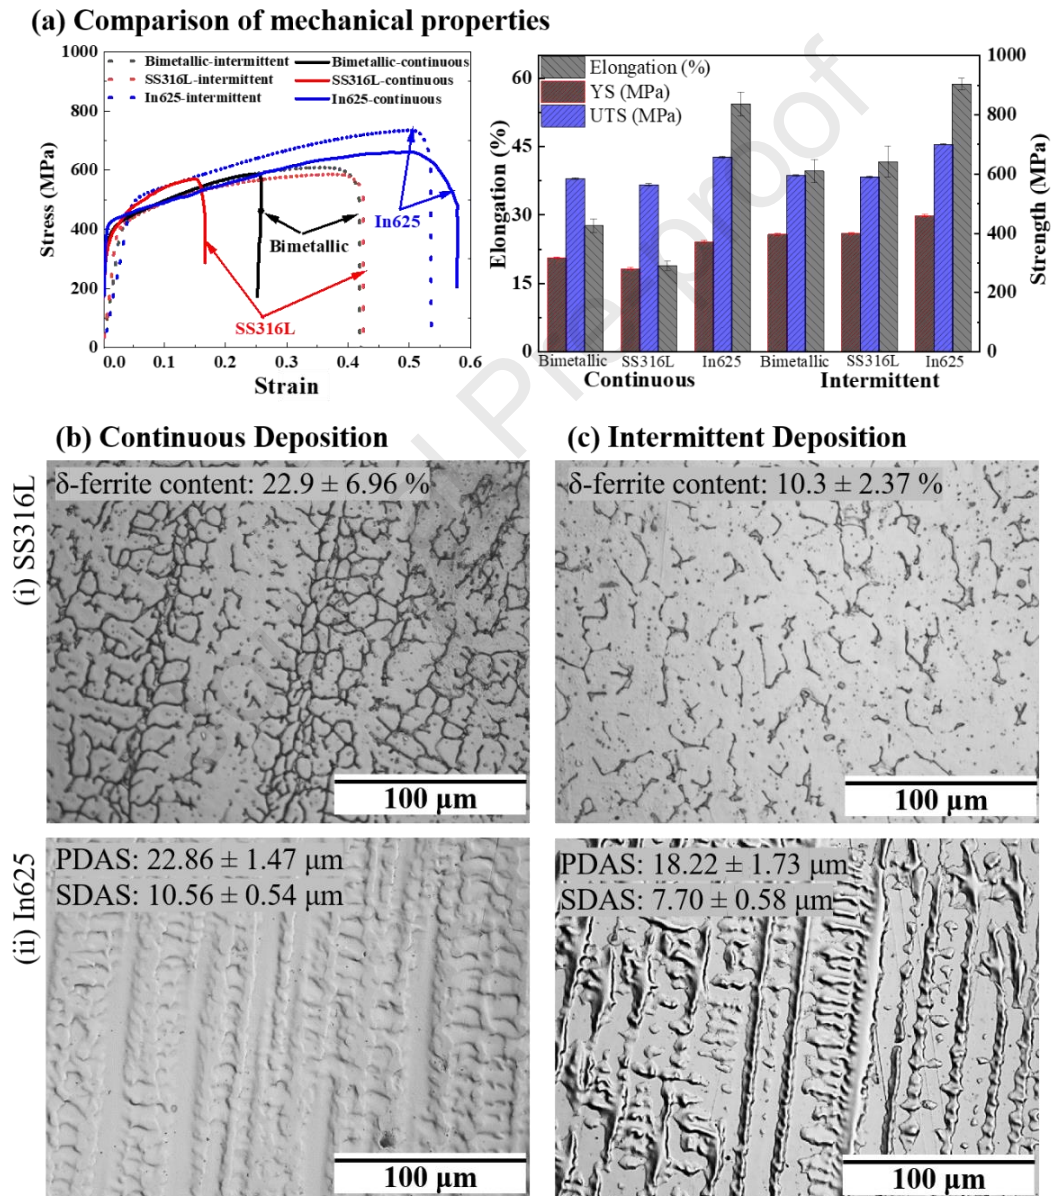 (a) Comparison of mechanical properties
1000
800
600
400
200
0
Stress (MPa)
Bimetallic-intermittent
SS316L-intermittent
In625-intermittent
Bimetallic-continuous
SS316L-continuous
In625-continuous
In625
Bimetallic
SS316L
0.0 0.1 0.2 0.3 0.4 0.5 0.6
Strain
60
45
30
15
0
Elongation (%)
Elongation (%)
YS (MPa)
UTS (MPa)
1000
800
600
400
200
0
Strength (MPa)
Bimetallic SS316L In625 Bimetallic SS316L In625
Continuous Intermittent
(b) Continuous Deposition
(c) Intermittent Deposition
(i) SS316L
δ-ferrite content: 22.9 ± 6.96 %
100 μm
δ-ferrite content: 10.3 ± 2.37 %
100 μm
(ii) In625
PDAS: 22.86 ± 1.47 μm
SDAS: 10.56 ± 0.54 μm
100 μm
PDAS: 18.22 ± 1.73 μm
SDAS: 7.70 ± 0.58 μm
100 μm